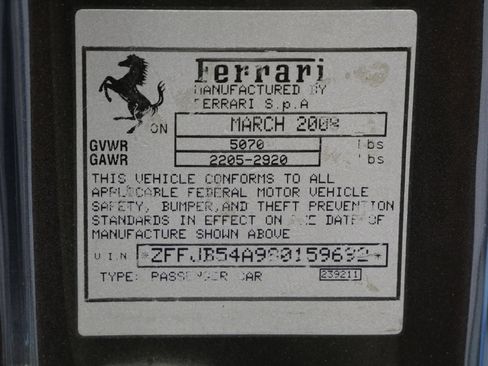 Ferrari
MANUFACTURED BY
FERRARI S.p.A
ON MARCH
GVWR 5070 lbs
GAWR 2205-2920 lbs
THIS VEHICLE CONFORMS TO ALL
APPLICABLE FEDERAL MOTOR VEHICLE
SAFETY, BUMPER,AND THEFT PREVENTION
STANDARDS IN EFFECT ON THE DATE OF
MANUFACTURE SHOWN ABOVE
V I N
TYPE: PASSENGER CAR 239211